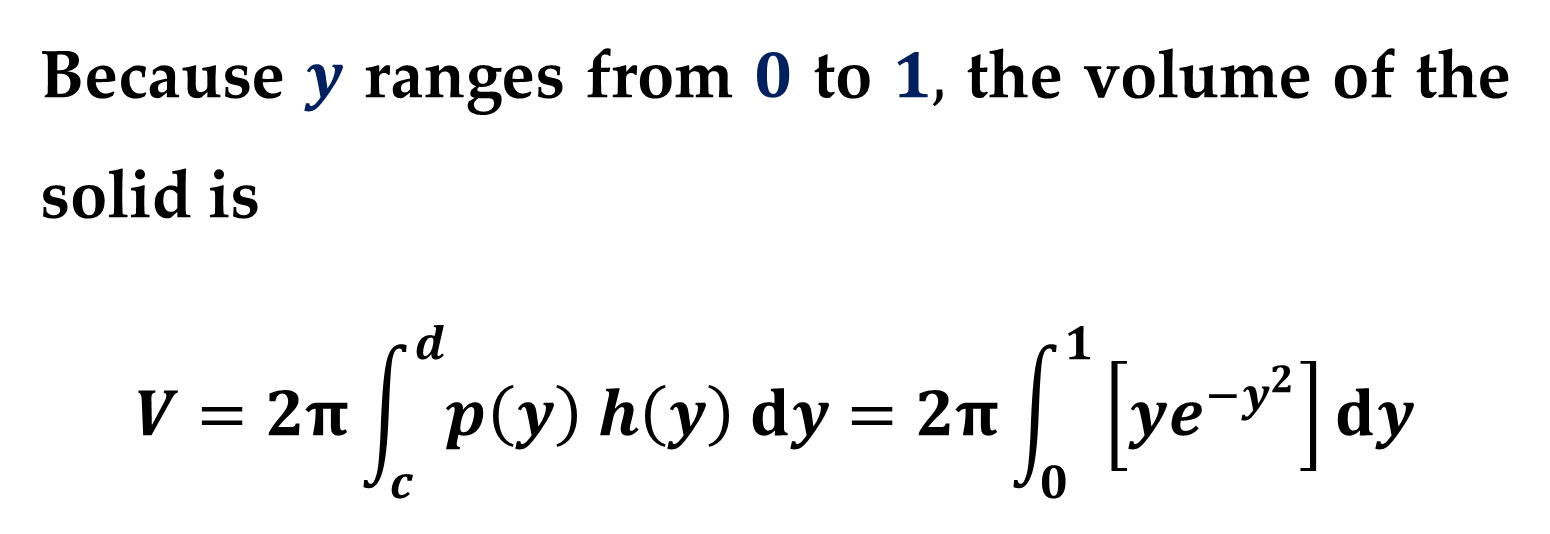 Because y ranges from 0 to 1, the volume of the
solid is
V = 2π ∫_c^d p(y) h(y) dy = 2π ∫_0^1 [ye^{-y^2}] dy